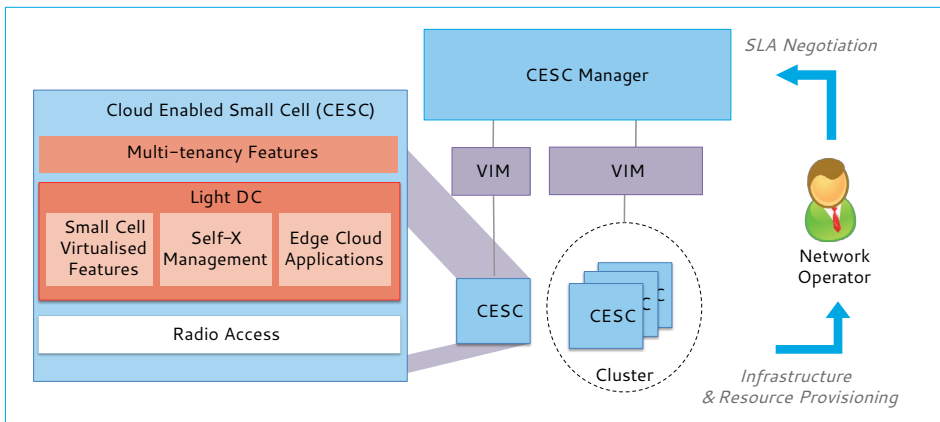 SLA Negotiation
CESC Manager
Cloud Enabled Small Cell (CESC)
Multi-tenancy Features
Light DC
Small Cell
Virtualised
Features
Self-X
Management
Edge Cloud
Applications
Radio Access
VIM
VIM
CESC
CESC
C
C
Cluster
Network
Operator
Infrastructure
& Resource Provisioning